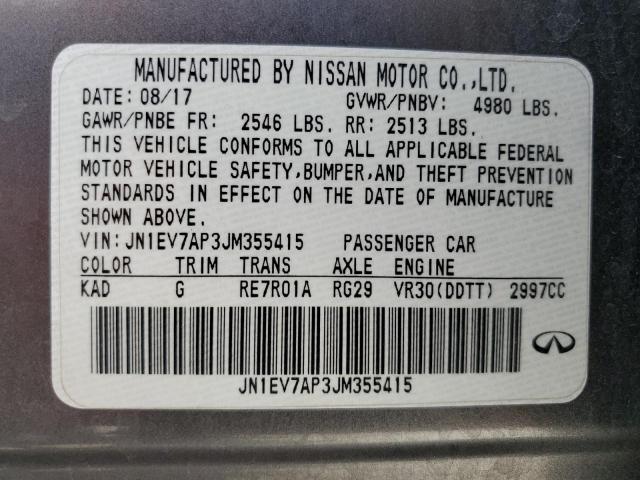 MANUFACTURED BY NISSAN MOTOR CO.,LTD.
DATE: 08/17 GVWR/PNBV: 4980 LBS.
GAWR/PNBE FR: 2546 LBS. RR: 2513 LBS.
THIS VEHICLE CONFORMS TO ALL APPLICABLE FEDERAL
MOTOR VEHICLE SAFETY,BUMPER,AND THEFT PREVENTION
STANDARDS IN EFFECT ON THE DATE OF MANUFACTURE
SHOWN ABOVE.
VIN: JN1EV7AP3JM355415 PASSENGER CAR
COLOR TRIM TRANS AXLE ENGINE
KAD G RE7R01A RG29 VR30(DDTT) 2997CC
JN1EV7AP3JM355415